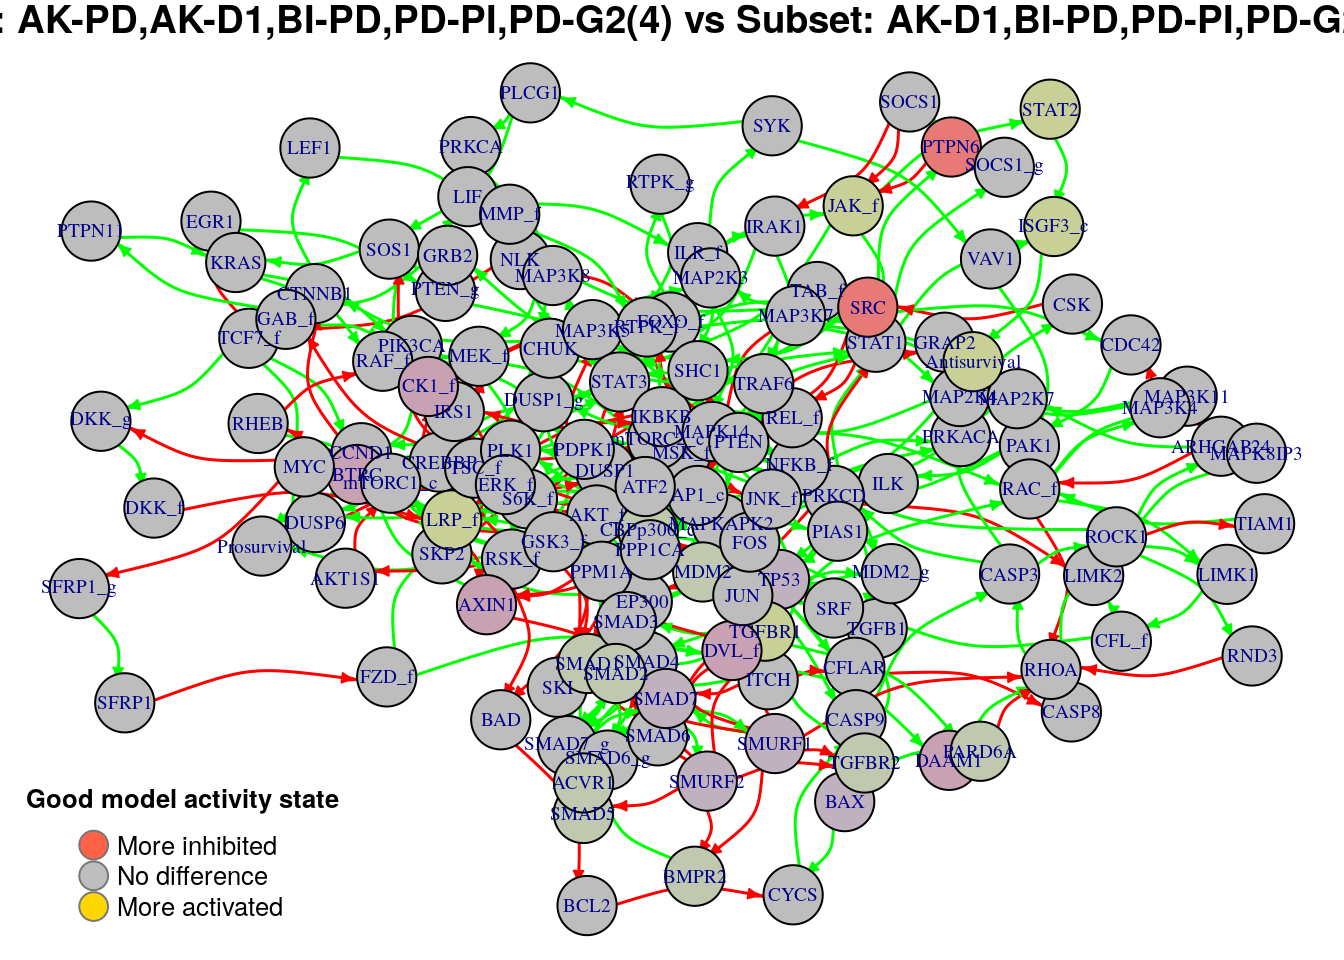 : AK-PD,AK-D1,BI-PD,PD-PI,PD-G2(4) vs Subset: AK-D1,BI-PD,PD-PI,PD-G
PLCG1
SOCS1
STAT2
SYK
PRKCA
PTPN6
LEF1
SOCS1_g
RTPK_g
LIF
JAK_f
MMP_f
EGR1
IRAK1
ISGF3_c
PTPN11
SOS1
ILR_f
GRB2
NLK
VAV1
KRAS
MAP3K8
MAP2K3
PTEN_g
TAB_f
CTNNB1
CSK
SRC
GAB_f
MAP3K7
FOXO_f
RTPK_f
MAP3K5
TCF7_f
PIK3CA
STAT1
GRAP2
CDC42
CHUK
MEK_f
RAF_f
Antisurvival
SHC1
STAT3
TRAF6
CK1_f
MAP2K4
MAP2K7
MAP3K11
MAP3K4
DUSP1_g
IRS1
DKK_g
RHEB
IKBKB
REL_f
MAPK14
PRKACA
PTEN
PAK1
ARHGAP24
MAPK8IP3
CCND1
PLK1
PDPK1
MSK_f
NFKB_f
MYC
CREBBP
TSC_f
DUSP1
BTRC
mTORC1_c
ERK_f
ATF2
AP1_c
JNK_f
PRKCD
ILK
RAC_f
S6K_f
DKK_f
AKT_f
LRP_f
DUSP6
MAPKAPK2
TIAM1
CBPp300_c
PIAS1
ROCK1
Prosurvival
GSK3_f
FOS
PPP1CA
SKP2
RSK_f
PPM1A
MDM2
TP53
MDM2_g
CASP3
LIMK2
LIMK1
AKT1S1
SFRP1_g
AXIN1
EP300
JUN
SRF
SMAD3
TGFB1
TGFBR1
CFL_f
DVL_f
SMAD4
CFLAR
RND3
SMAD2
FZD_f
SKI
ITCH
RHOA
SFRP1
SMAD7
CASP8
BAD
CASP9
SMAD6
SMAD7_g
SMURF1
SMAD6_g
PARD6A
DAAM1
TGFBR2
ACVR1
SMURF2
BAX
SMAD5
BMPR2
CYCS
BCL2
Good model activity state
More inhibited
No difference
More activated